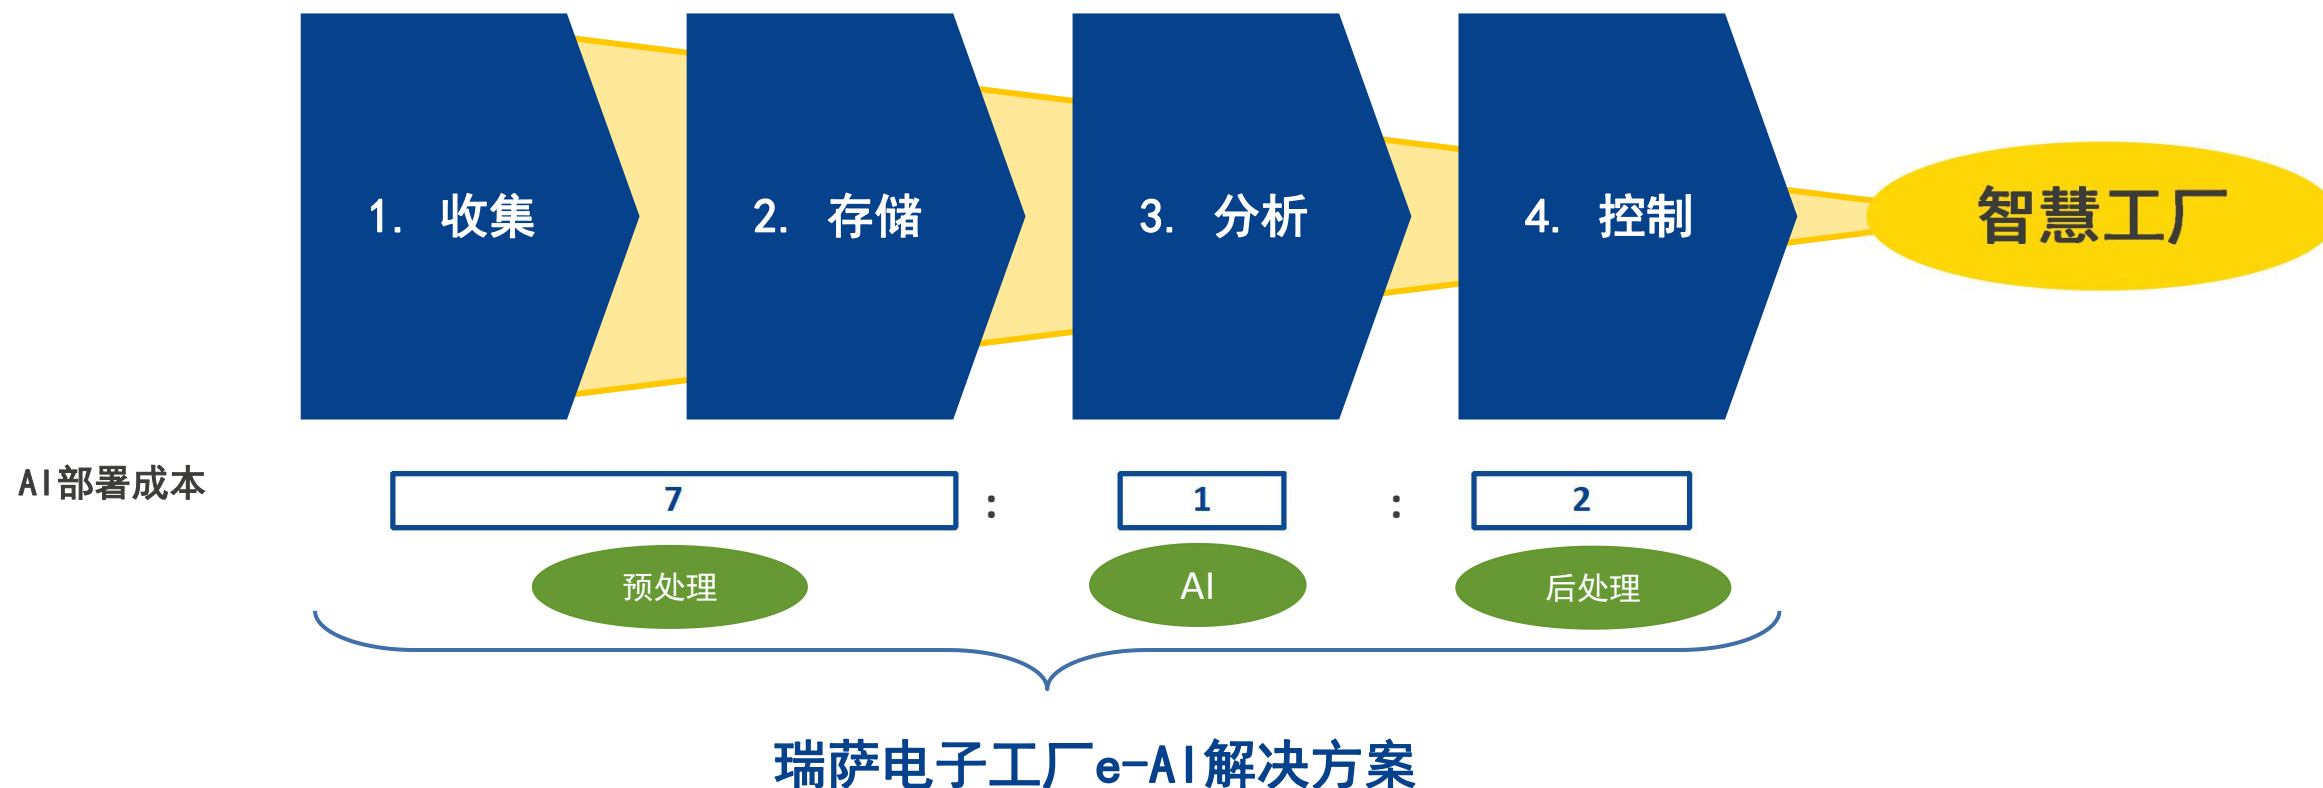 1. 收集
2. 存储
3. 分析
4. 控制
智慧工厂
AI部署成本
7 : 1 : 2
预处理
AI
后处理
瑞萨电子工厂e-AI解决方案